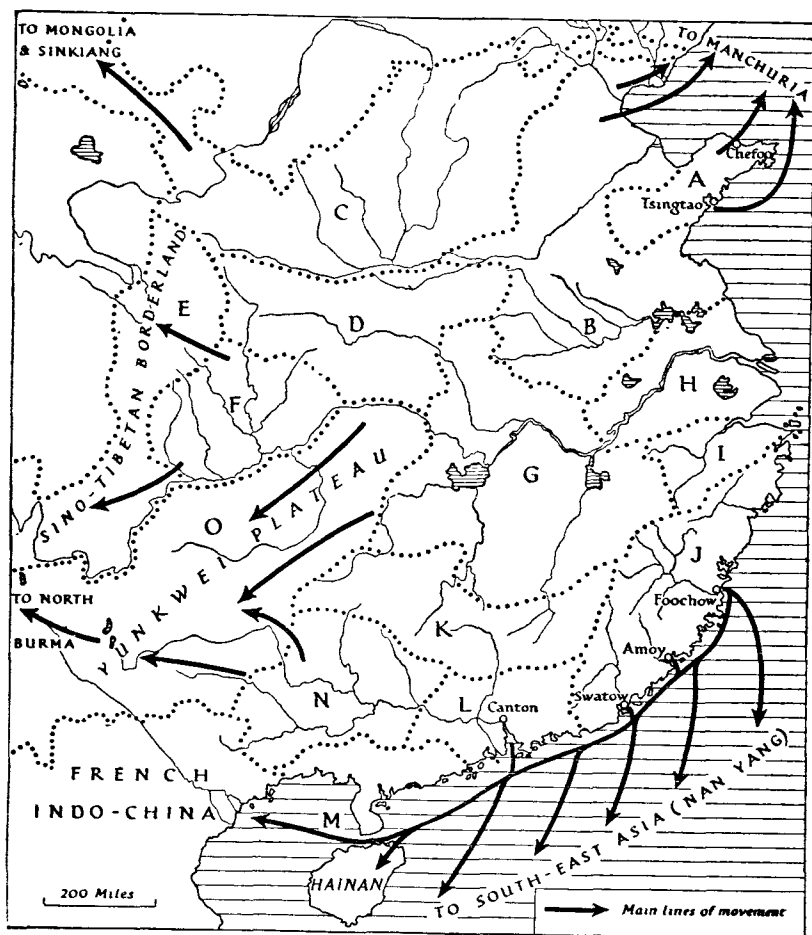 TO MONGOLIA
& SINKIANG
TO MANCHURIA
Chefoo
A
Tsingtao
C
SINO-TIBETAN BORDERLAND
E
D
B
F
H
G
I
YUNKWEI PLATEAU
O
J
TO NORTH
BURMA
Foochow
K
Amoy
Swatow
N
L
Canton
FRENCH
INDO-CHINA
M
HAINAN
TO SOUTH-EAST ASIA (NAN YANG)
200 Miles
Main lines of movement